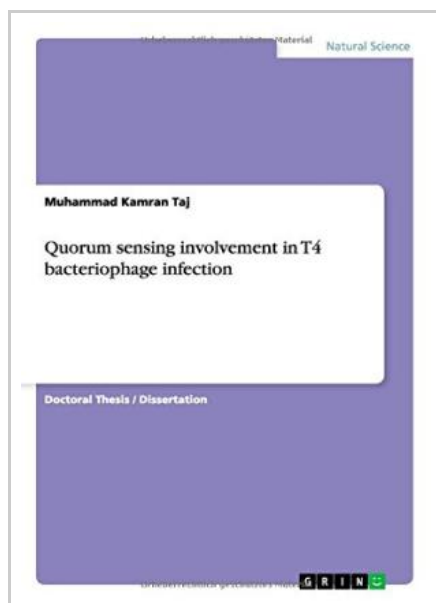 Natural Science
Muhammad Kamran Taj
Quorum sensing involvement in T4
bacteriophage infection
Doctoral Thesis / Dissertation
GRIN